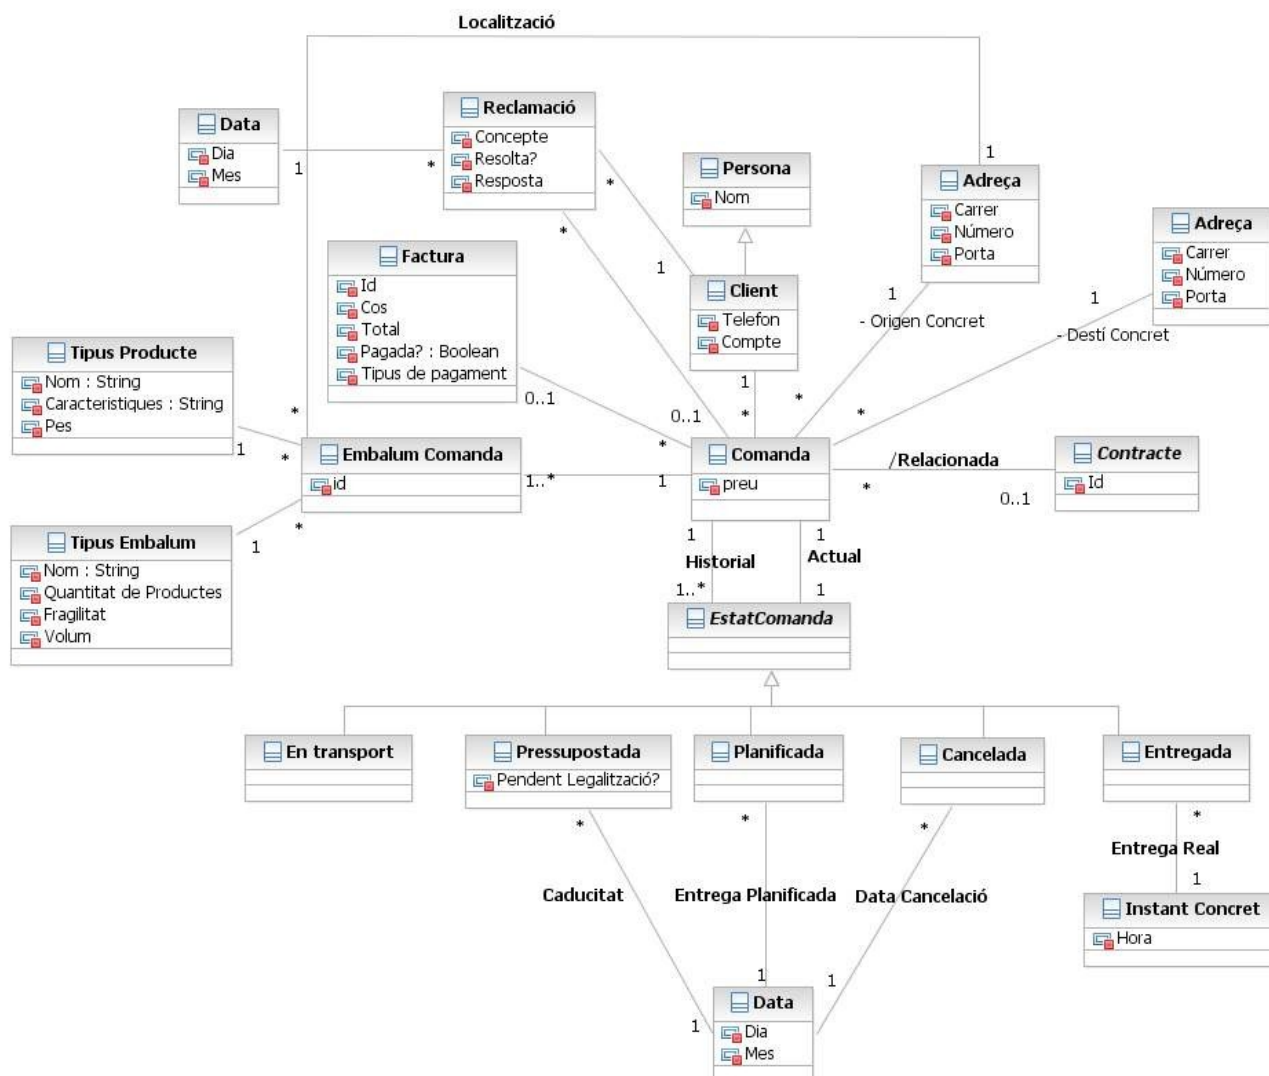 Localització
Reclamació
Concepte
Resolta?
Resposta
Data
Dia
Mes
1
*
*
*
1
Persona
Nom
1
Adreça
Carrer
Número
Porta
Adreça
Carrer
Número
Porta
Factura
Id
Cos
Total
Pagada? : Boolean
Tipus de pagament
Client
Telefon
Compte
1
- Origen Concret
1
- Destí Concret
Tipus Producte
Nom : String
Caracteristiques : String
Pes
0..1
0..1
1
*
*
*
*
*
1
*
Embalum Comanda
id
1..*
1
Comanda
preu
/Relacionada
*
0..1
Contracte
Id
Tipus Embalum
Nom : String
Quantitat de Productes
Fragilitat
Volum
*
1
1
Historial
1..*
1
Actual
1
EstatComanda
En transport
Pressupostada
Pendent Legalització?
Planificada
Cancelada
Entregada
*
*
*
*
Caducitat
Entrega Planificada
Data Cancelació
Entrega Real
1
Instant Concret
Hora
1
1
1
Data
Dia
Mes